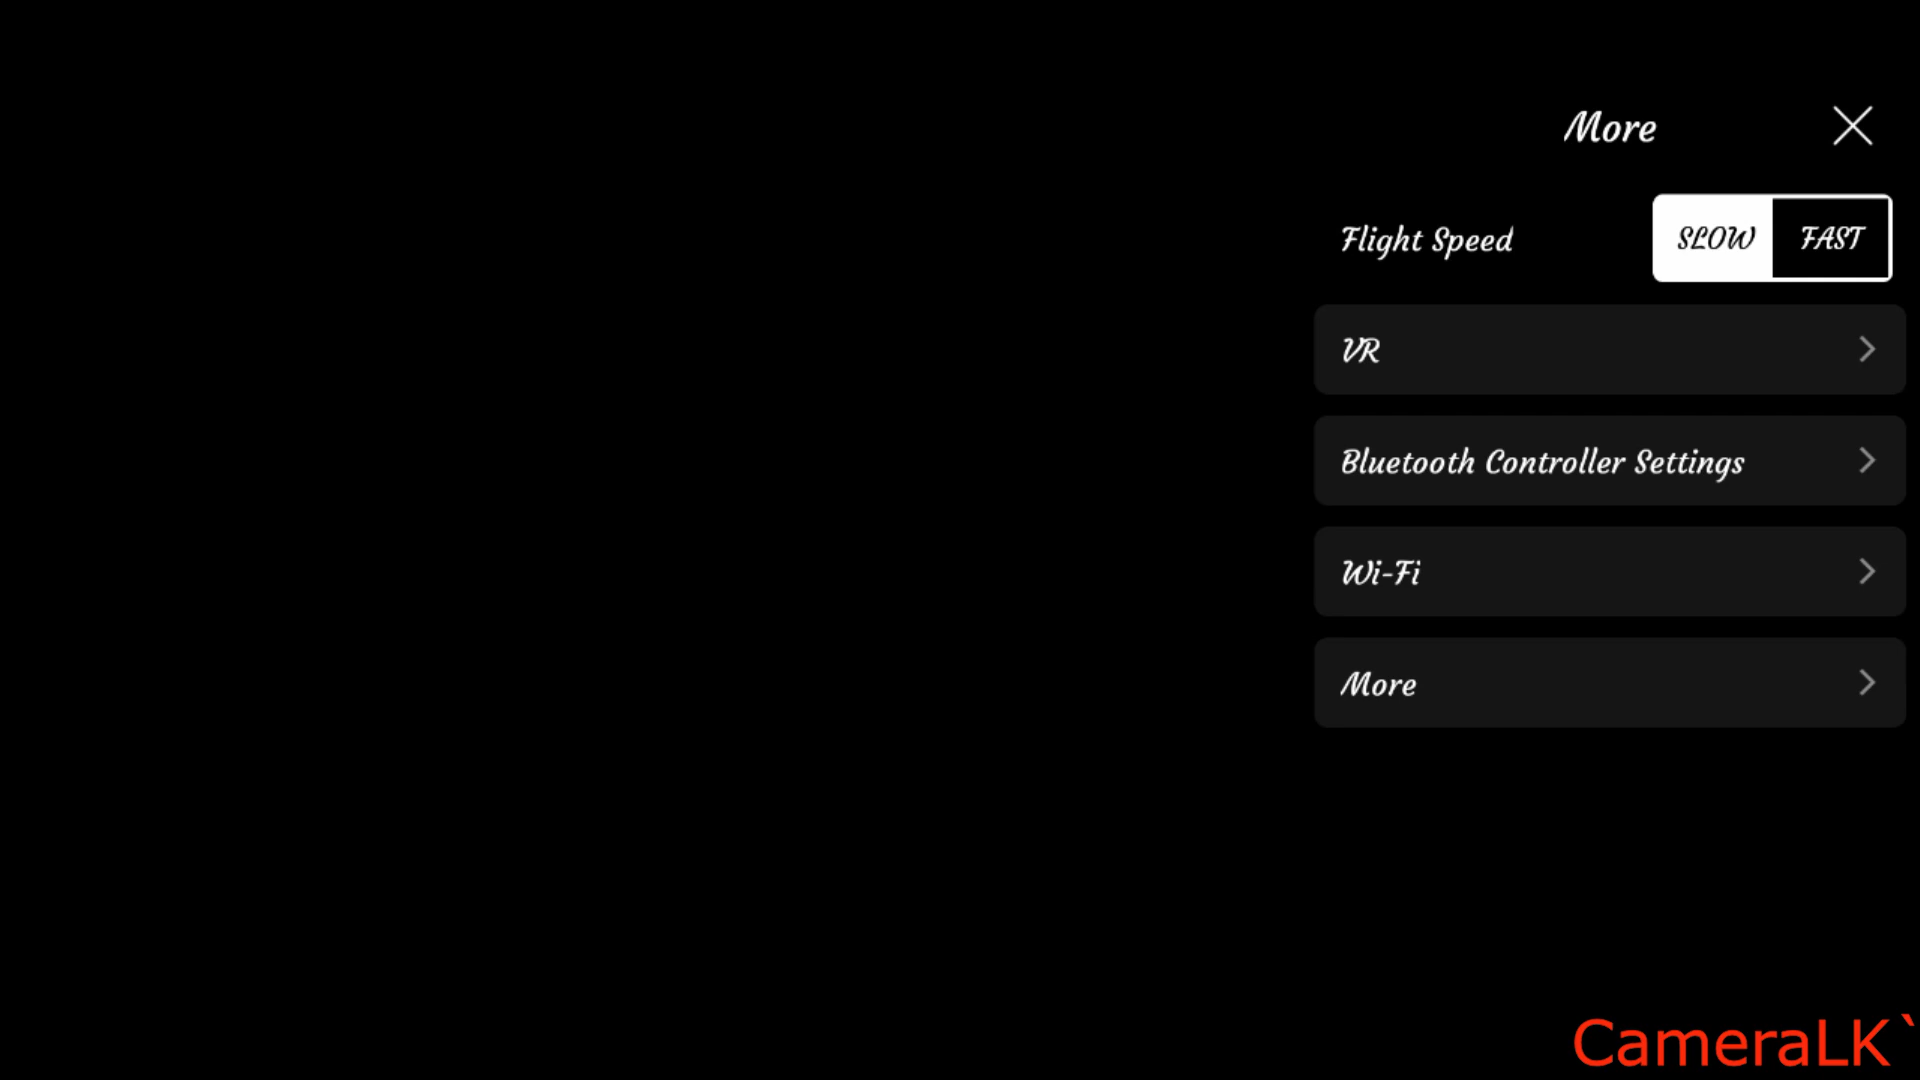 More
Flight Speed SLOW FAST
VR
Bluetooth Controller Settings
Wi-Fi
More
CameraLK`